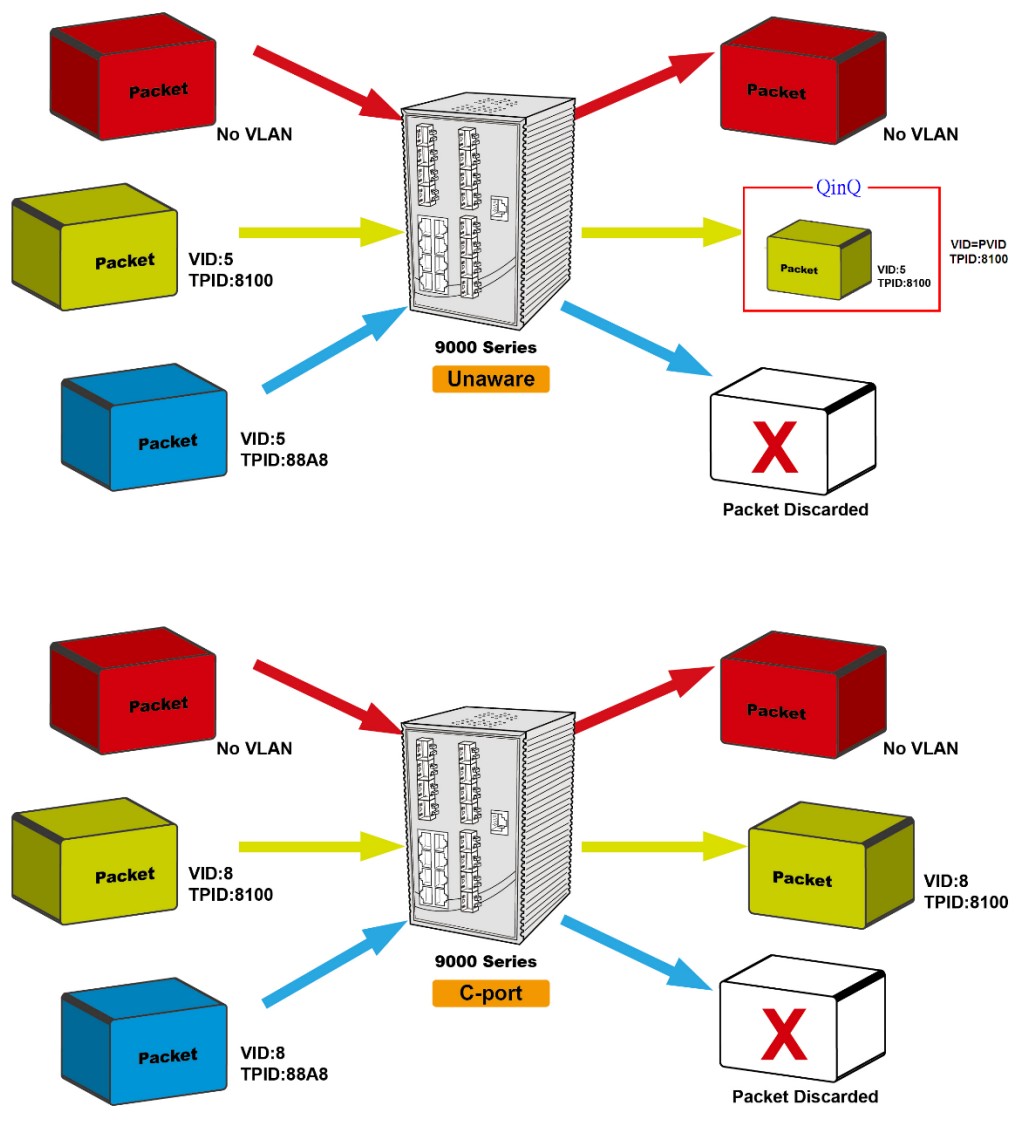 Packet
No VLAN
Packet
No VLAN
Packet
VID:5
TPID:8100
QinQ
Packet
VID:5
TPID:8100
VID=PVID
TPID:8100
Packet
VID:5
TPID:88A8
9000 Series
Unaware
X
Packet Discarded
Packet
No VLAN
Packet
No VLAN
Packet
VID:8
TPID:8100
Packet
VID:8
TPID:8100
Packet
VID:8
TPID:88A8
9000 Series
C-port
X
Packet Discarded